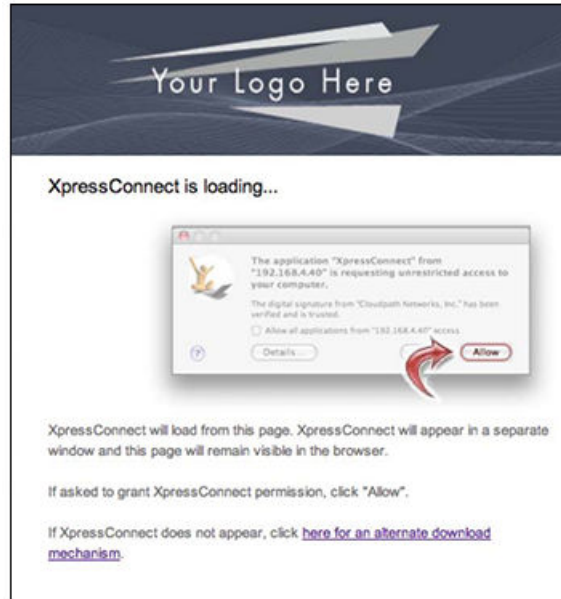 Your Logo Here
XpressConnect is loading...
The application "XpressConnect" from
"192.168.4.40" is requesting unrestricted access to
your computer.
The digital signature from "Cloudpath Networks, Inc." has been
verified and is trusted.
Allow all applications from "192.168.4.40" access
?
Details...
Allow
XpressConnect will load from this page. XpressConnect will appear in a separate
window and this page will remain visible in the browser.
If asked to grant XpressConnect permission, click "Allow".
If XpressConnect does not appear, click here for an alternate download
mechanism.